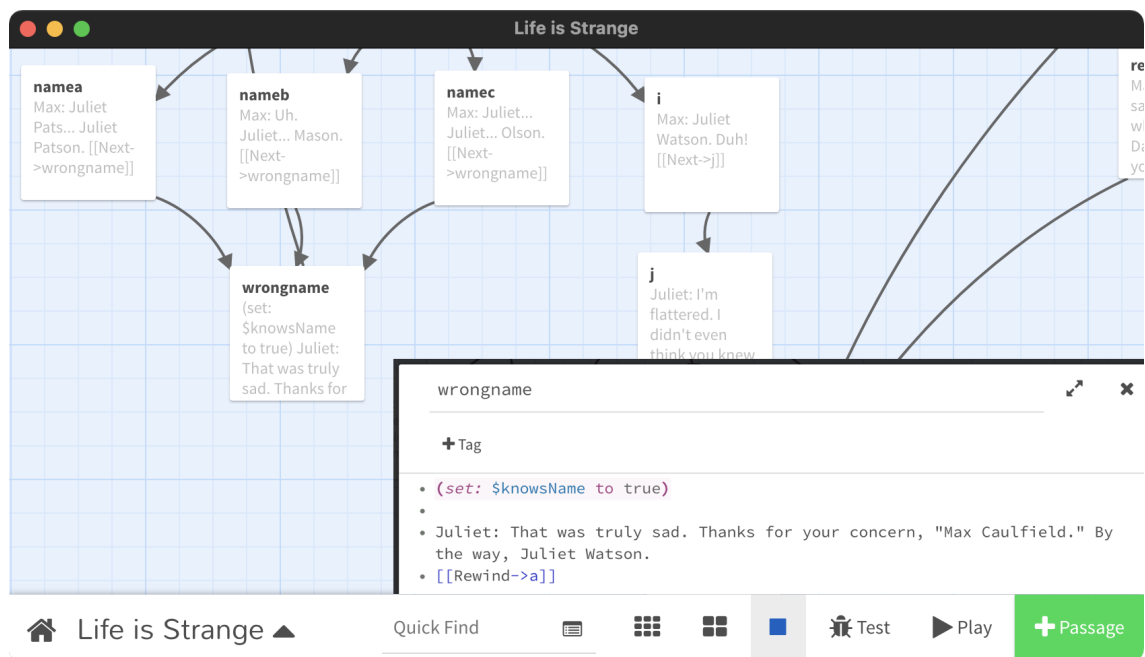 Life is Strange
namea
Max: Juliet
Pats... Juliet
Patson. [[Next-
>wrongname]]
nameb
Max: Uh.
Juliet... Mason.
[[Next-
>wrongname]]
namec
Max: Juliet...
Juliet... Olson.
[[Next-
>wrongname]]
i
Max: Juliet
Watson. Duh!
[[Next->j]]
wrongname
(set:
$knowsName
to true) Juliet:
That was truly
sad. Thanks for
j
Juliet: I'm
flattered. I
didn't even
think you knew
wrongname
+ Tag
(set: $knowsName to true)
Juliet: That was truly sad. Thanks for your concern, "Max Caulfield." By
the way, Juliet Watson.
[[Rewind->a]]
Life is Strange
Quick Find
Test
Play
+ Passage